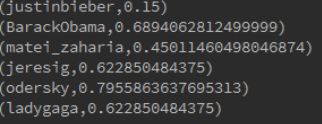 (justinbieber,0.15)
(BarackObama,0.6894062812499999)
(matei_zaharia,0.45011460498046874)
(jeresig,0.622850484375)
(odersky,0.7955863637695313)
(ladygaga,0.622850484375)